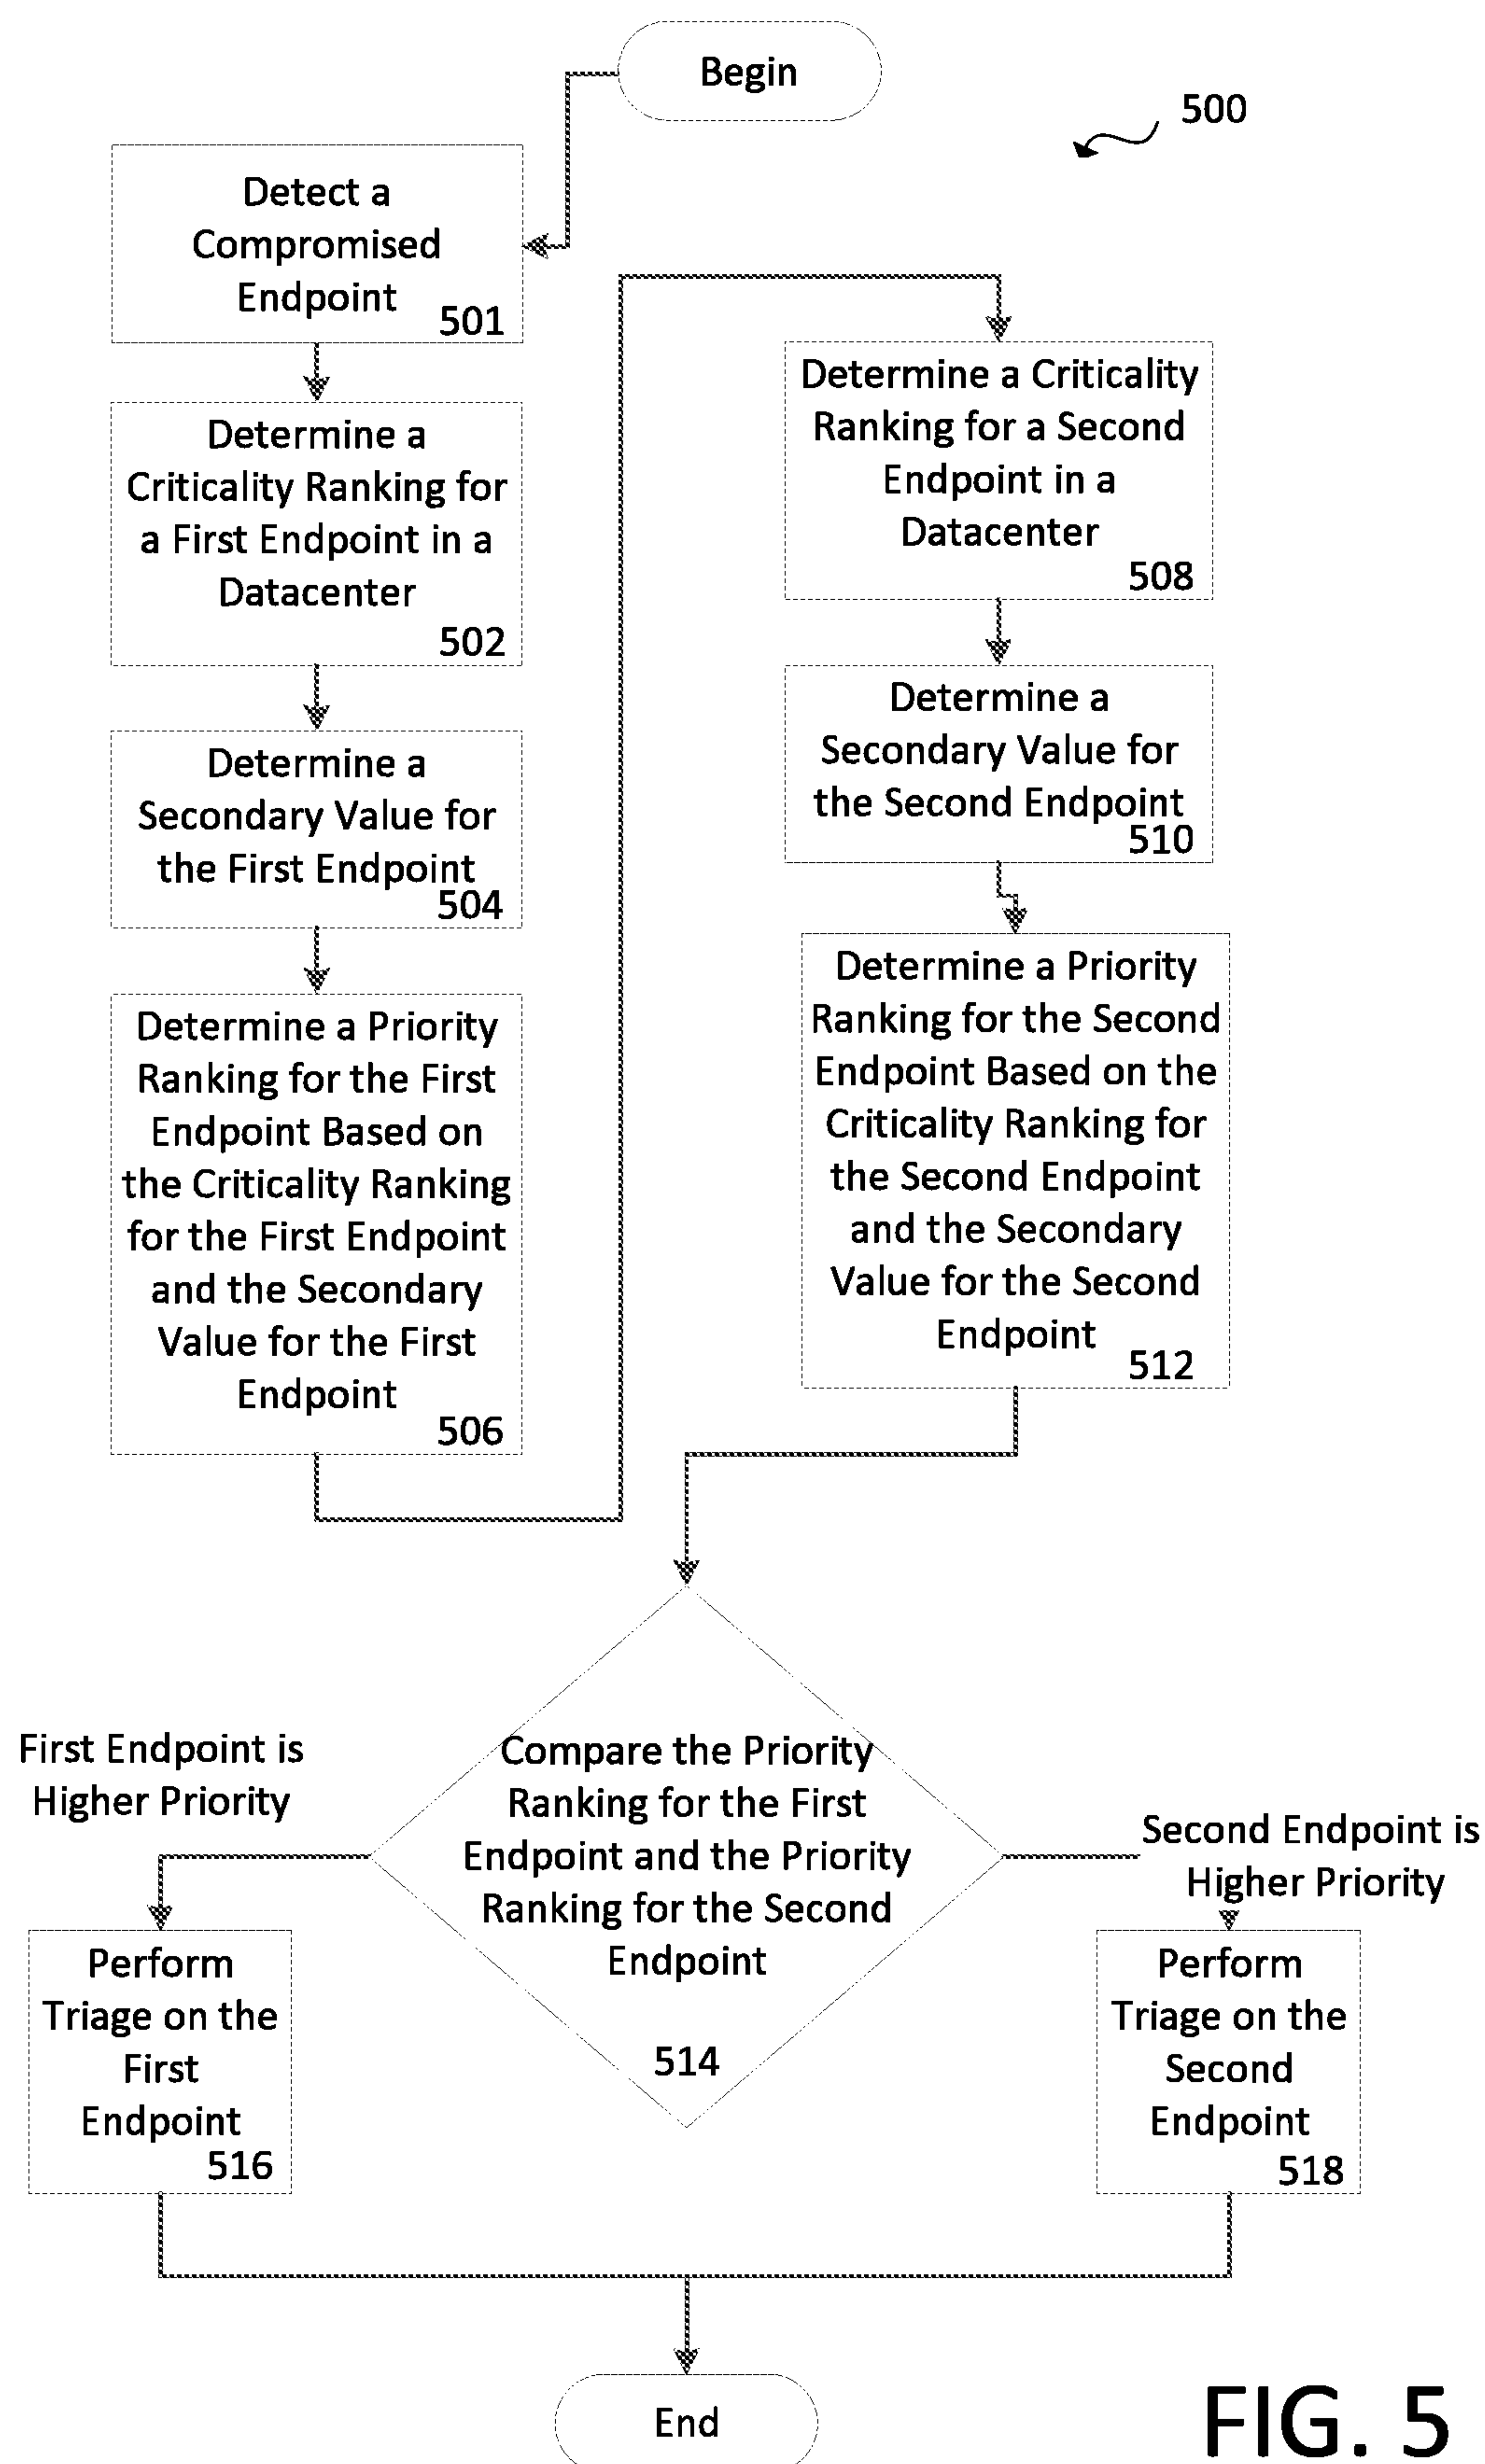 Begin
500
Detect a
Compromised
Endpoint
501
Determine a
Criticality Ranking for
a First Endpoint in a
Datacenter
502
Determine a
Secondary Value for
the First Endpoint
504
Determine a Priority
Ranking for the First
Endpoint Based on
the Criticality Ranking
for the First Endpoint
and the Secondary
Value for the First
Endpoint
506
Determine a Criticality
Ranking for a Second
Endpoint in a
Datacenter
508
Determine a
Secondary Value for
the Second Endpoint
510
Determine a Priority
Ranking for the Second
Endpoint Based on the
Criticality Ranking for
the Second Endpoint
and the Secondary
Value for the Second
Endpoint
512
Compare the Priority
Ranking for the First
Endpoint and the Priority
Ranking for the Second
Endpoint
514
First Endpoint is
Higher Priority
Perform
Triage on the
First
Endpoint
516
Second Endpoint is
Higher Priority
Perform
Triage on the
Second
Endpoint
518
End
FIG. 5